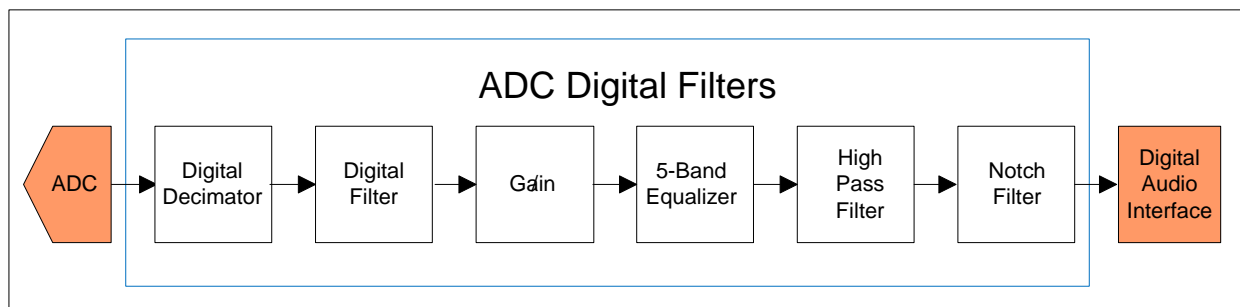 ADC Digital Filters
ADC
Digital
Decimator
Digital
Filter
Gain
5-Band
Equalizer
High
Pass
Filter
Notch
Filter
Digital
Audio
Interface